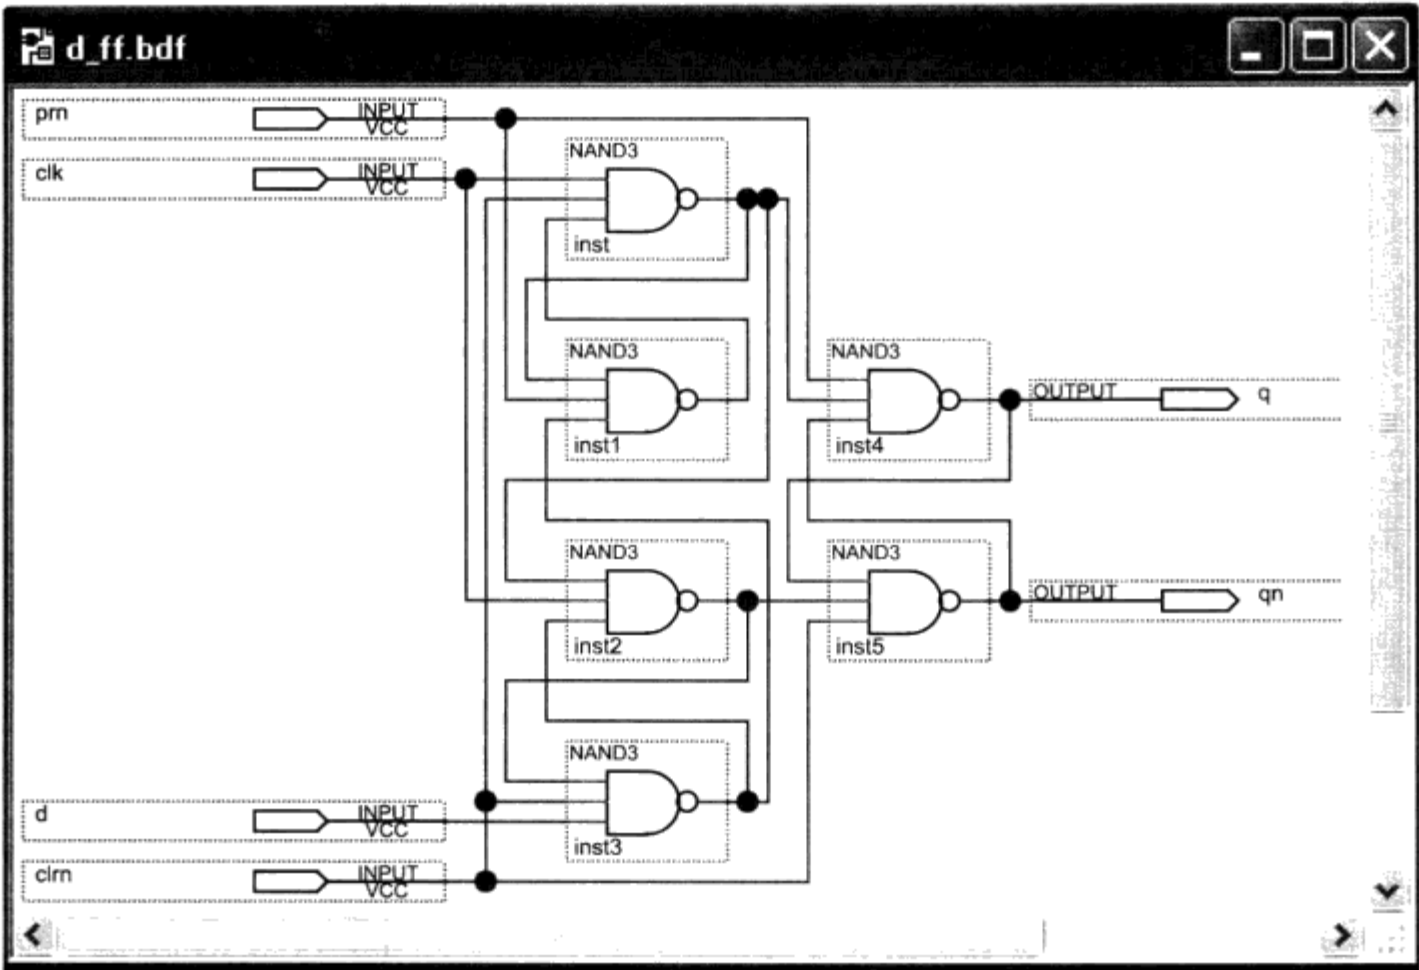 d_ff.bdf
prn
INPUT
VCC
clk
INPUT
VCC
NAND3
inst
NAND3
inst1
NAND3
inst4
OUTPUT
q
NAND3
inst2
NAND3
inst5
OUTPUT
qn
NAND3
inst3
d
INPUT
VCC
clrn
INPUT
VCC